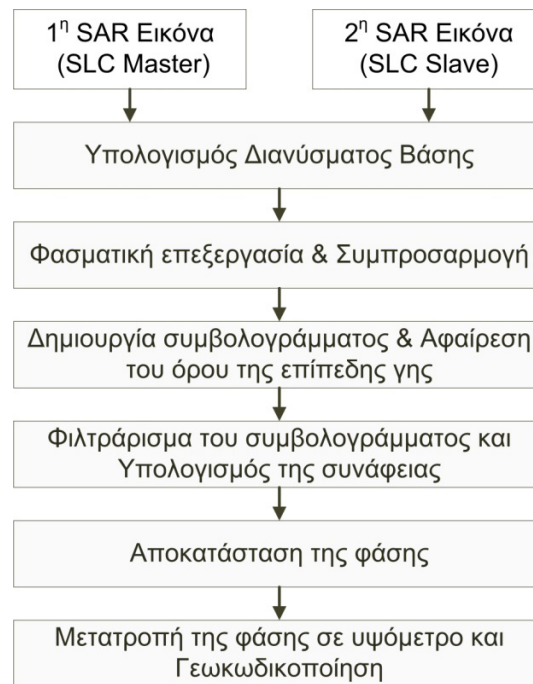 1η SAR Εικόνα
(SLC Master)
2η SAR Εικόνα
(SLC Slave)
Υπολογισμός Διανύσματος Βάσης
Φασματική επεξεργασία & Συμπροσαρμογή
Δημιουργία συμβολογράμματος & Αφαίρεση
του όρου της επίπεδης γης
Φιλτράρισμα του συμβολογράμματος και
Υπολογισμός της συνάφειας
Αποκατάσταση της φάσης
Μετατροπή της φάσης σε υψόμετρο και
Γεωκωδικοποίηση